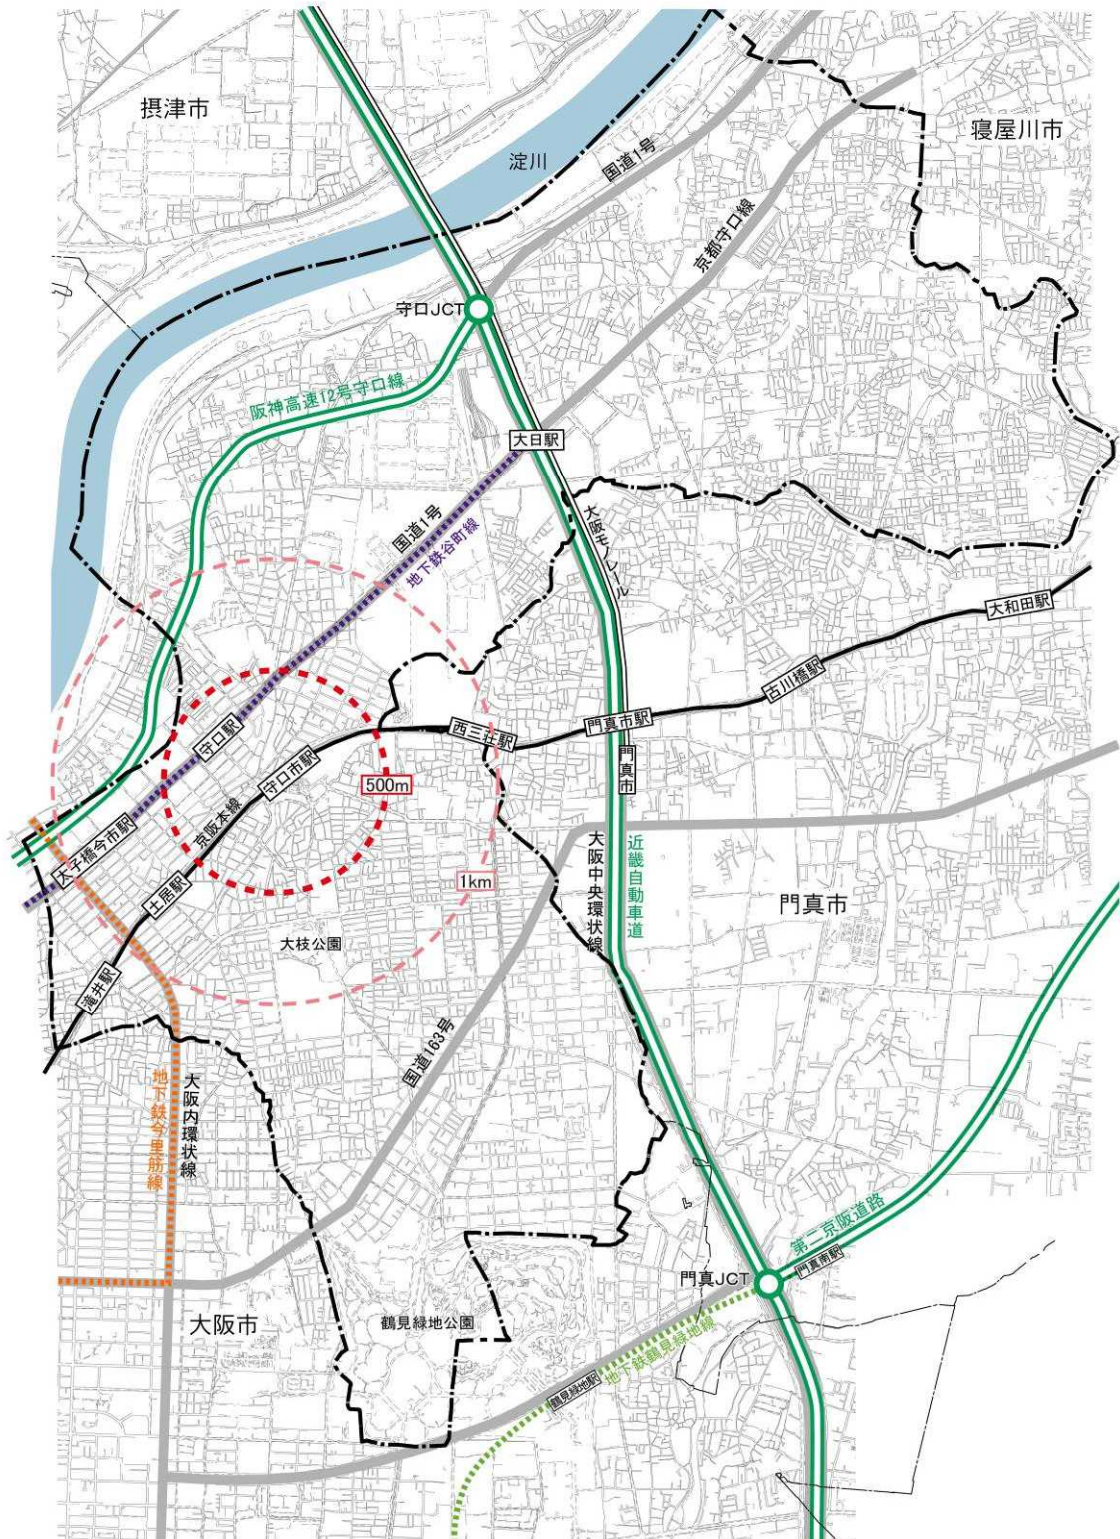 摂津市
寝屋川市
淀川
国道1号
京都守口線
守口JCT
阪神高速12号守口線
大日駅
国道1号
地下鉄谷町線
大阪モノレール
大和田駅
古川橋駅
門真市駅
西三荘駅
守口駅
守口市駅
門真市
500m
京阪本線
太子橋今市駅
大阪中央環状線
近畿自動車道
1km
土居駅
門真市
大枝公園
滝井駅
国道163号
地下鉄今里筋線
大阪内環状線
第二京阪道路
門真南駅
門真JCT
大阪市
鶴見緑地公園
地下鉄鶴見緑地線
鶴見緑地駅